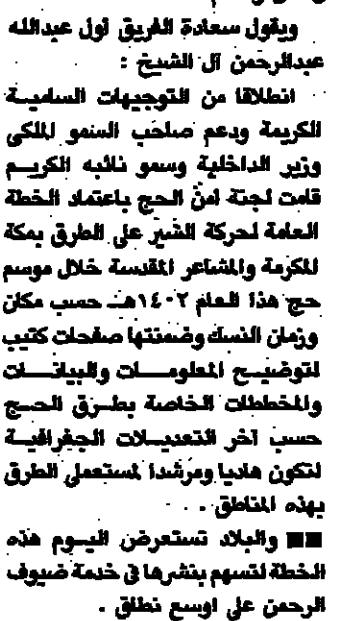 ويقول سعادة الفريق أول عبدالله
عبدالرحمن آل الشيخ :
انطلاقا من التوجيهات السامية
الكريمة ودعم صاحب السمو الملكي
وزير الداخلية وسمو نائبه الكريم
قامت لجنة أمن الحج باعتماد الخطة
العامة لحركة السير على الطرق بمكة
المكرمة والمشاعر المقدسة خلال موسم
حج هذا العام ١٤٠٢هـ حسب مكان
وزمان النسك وضمنتها صفحات كتيب
لتوضيح المعلومات والبيانات
والمخططات الخاصة بطرق الحج
حسب آخر التعديلات الجغرافية
لتكون هاديا ومرشدا لمستعملي الطرق
بهذه المناطق . .
■■ والبلاد تستعرض اليوم هذه
الخطة لتسهم بنشرها في خدمة ضيوف
الرحمن على اوسع نطاق .